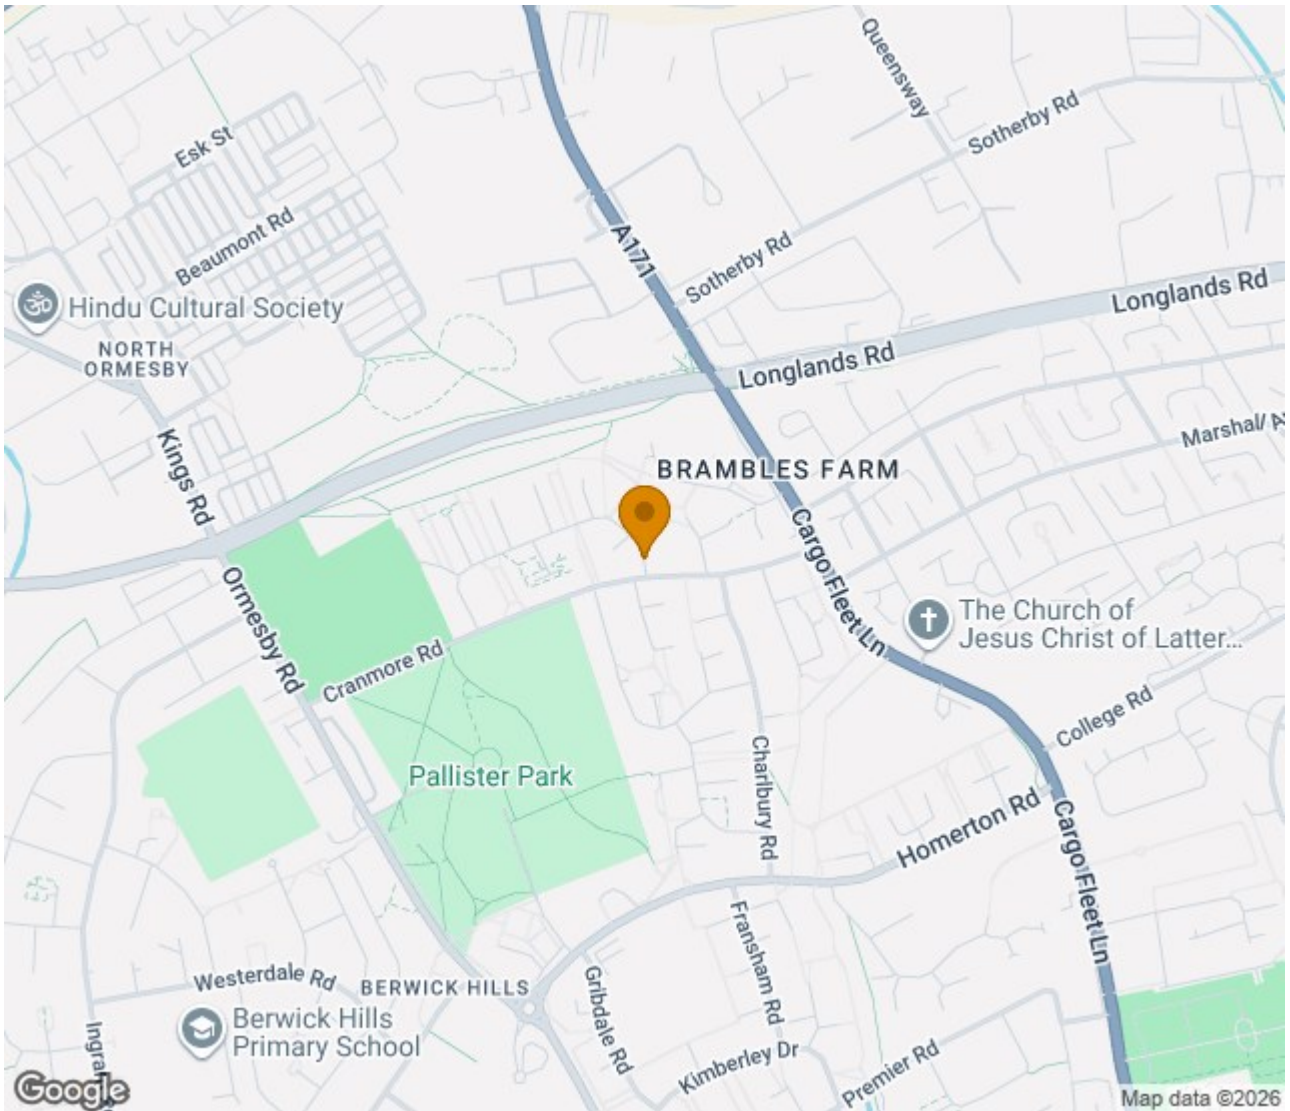 Queensway
Sotherby Rd
Esk St
A171
Beaumont Rd
Sotherby Rd
Longlands Rd
Hindu Cultural Society
NORTH
ORMESBY
Longlands Rd
Kings Rd
Marshall
BRAMBLES FARM
Cargo Fleet Ln
Ormesby Rd
The Church of
Jesus Christ of Latter...
Cranmore Rd
College Rd
Pallister Park
Charlbury Rd
Homerton Rd
Cargo Fleet Ln
Fransham Rd
Westerdale Rd
BERWICK HILLS
Gribdale Rd
Berwick Hills
Primary School
Kimberley Dr
Premier Rd
Google
Map data ©2026